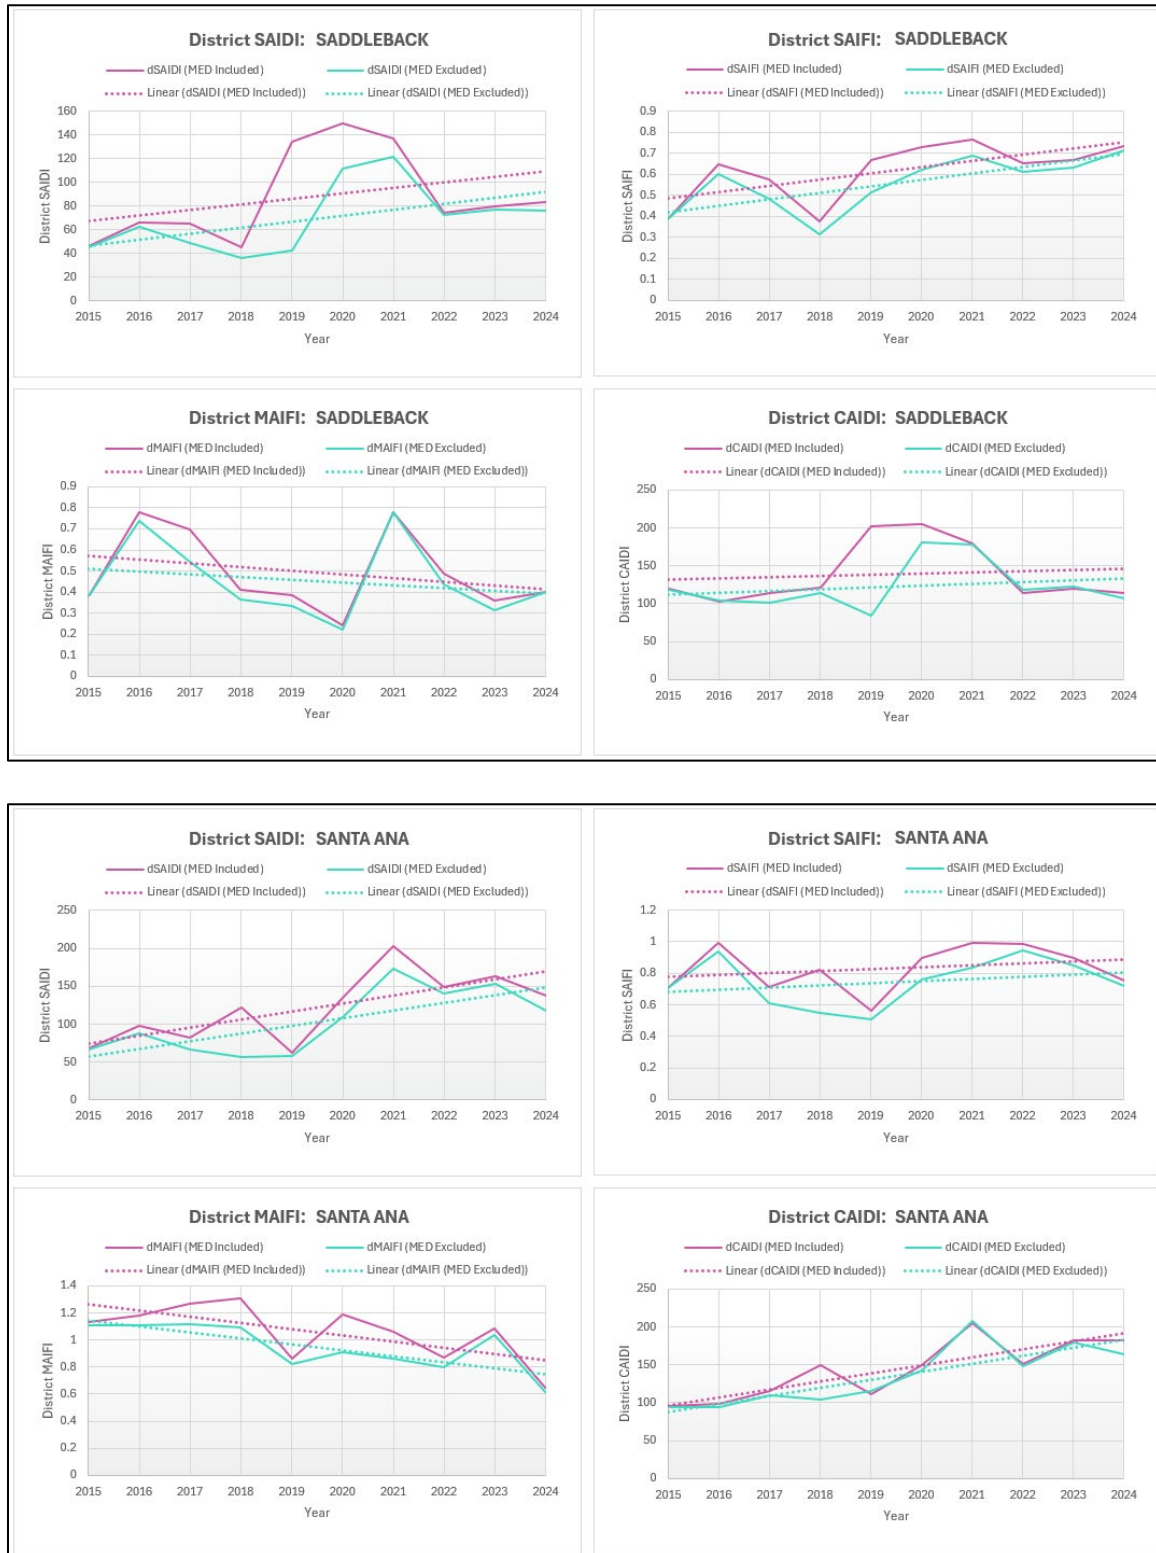 District SAIDI: SADDLEBACK
dSAIDI (MED Included) dSAIDI (MED Excluded)
Linear (dSAIDI (MED Included)) Linear (dSAIDI (MED Excluded))
160
140
120
100
80
60
40
20
0
District SAIDI
2015 2016 2017 2018 2019 2020 2021 2022 2023 2024
Year
District SAIFI: SADDLEBACK
dSAIFI (MED Included) dSAIFI (MED Excluded)
Linear (dSAIFI (MED Included)) Linear (dSAIFI (MED Excluded))
0.9
0.8
0.7
0.6
0.5
0.4
0.3
0.2
0.1
0
District SAIFI
2015 2016 2017 2018 2019 2020 2021 2022 2023 2024
Year
District MAIFI: SADDLEBACK
dMAIFI (MED Included) dMAIFI (MED Excluded)
Linear (dMAIFI (MED Included)) Linear (dMAIFI (MED Excluded))
0.9
0.8
0.7
0.6
0.5
0.4
0.3
0.2
0.1
0
District MAIFI
2015 2016 2017 2018 2019 2020 2021 2022 2023 2024
Year
District CAIDI: SADDLEBACK
dCAIDI (MED Included) dCAIDI (MED Excluded)
Linear (dCAIDI (MED Included)) Linear (dCAIDI (MED Excluded))
250
200
150
100
50
0
District CAIDI
2015 2016 2017 2018 2019 2020 2021 2022 2023 2024
Year
District SAIDI: SANTA ANA
dSAIDI (MED Included) dSAIDI (MED Excluded)
Linear (dSAIDI (MED Included)) Linear (dSAIDI (MED Excluded))
250
200
150
100
50
0
District SAIDI
2015 2016 2017 2018 2019 2020 2021 2022 2023 2024
Year
District SAIFI: SANTA ANA
dSAIFI (MED Included) dSAIFI (MED Excluded)
Linear (dSAIFI (MED Included)) Linear (dSAIFI (MED Excluded))
1.2
1
0.8
0.6
0.4
0.2
0
District SAIFI
2015 2016 2017 2018 2019 2020 2021 2022 2023 2024
Year
District MAIFI: SANTA ANA
dMAIFI (MED Included) dMAIFI (MED Excluded)
Linear (dMAIFI (MED Included)) Linear (dMAIFI (MED Excluded))
1.4
1.2
1
0.8
0.6
0.4
0.2
0
District MAIFI
2015 2016 2017 2018 2019 2020 2021 2022 2023 2024
Year
District CAIDI: SANTA ANA
dCAIDI (MED Included) dCAIDI (MED Excluded)
Linear (dCAIDI (MED Included)) Linear (dCAIDI (MED Excluded))
250
200
150
100
50
0
District CAIDI
2015 2016 2017 2018 2019 2020 2021 2022 2023 2024
Year